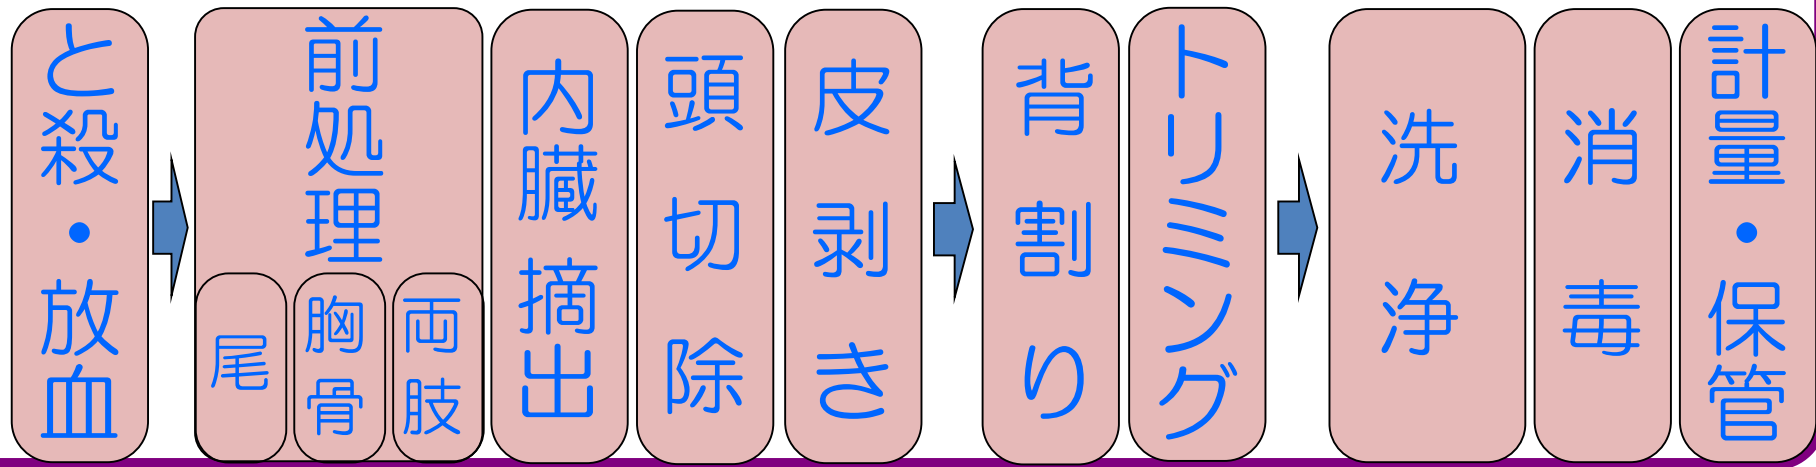 と殺・放血
前処理
尾
胸骨
両肢
内臓摘出
頭切除
皮剥き
背割り
トリミング
洗浄
消毒
計量・保管